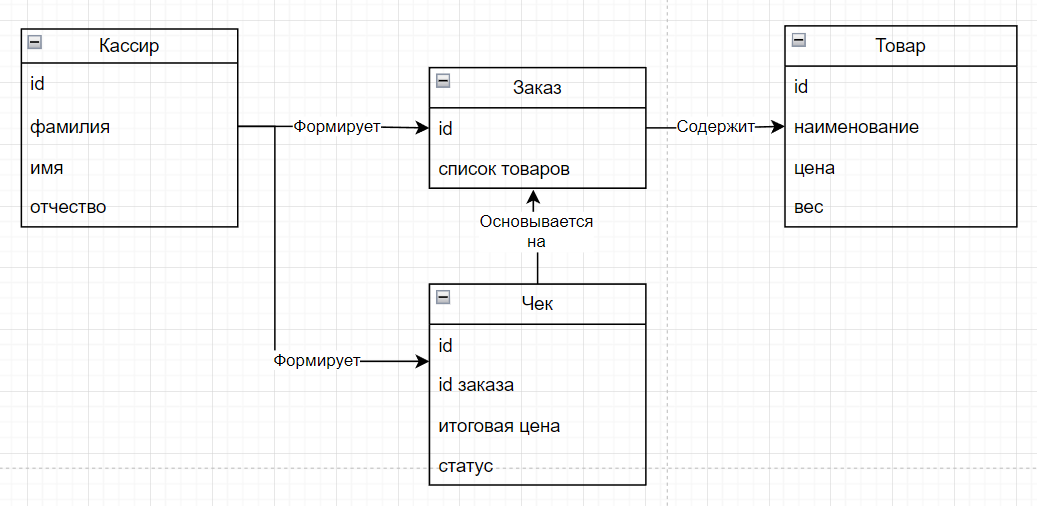 Кассир
id
фамилия
имя
отчество
Формирует
Заказ
id
список товаров
Содержит
Товар
id
наименование
цена
вес
Основывается
на
Формирует
Чек
id
id заказа
итоговая цена
статус